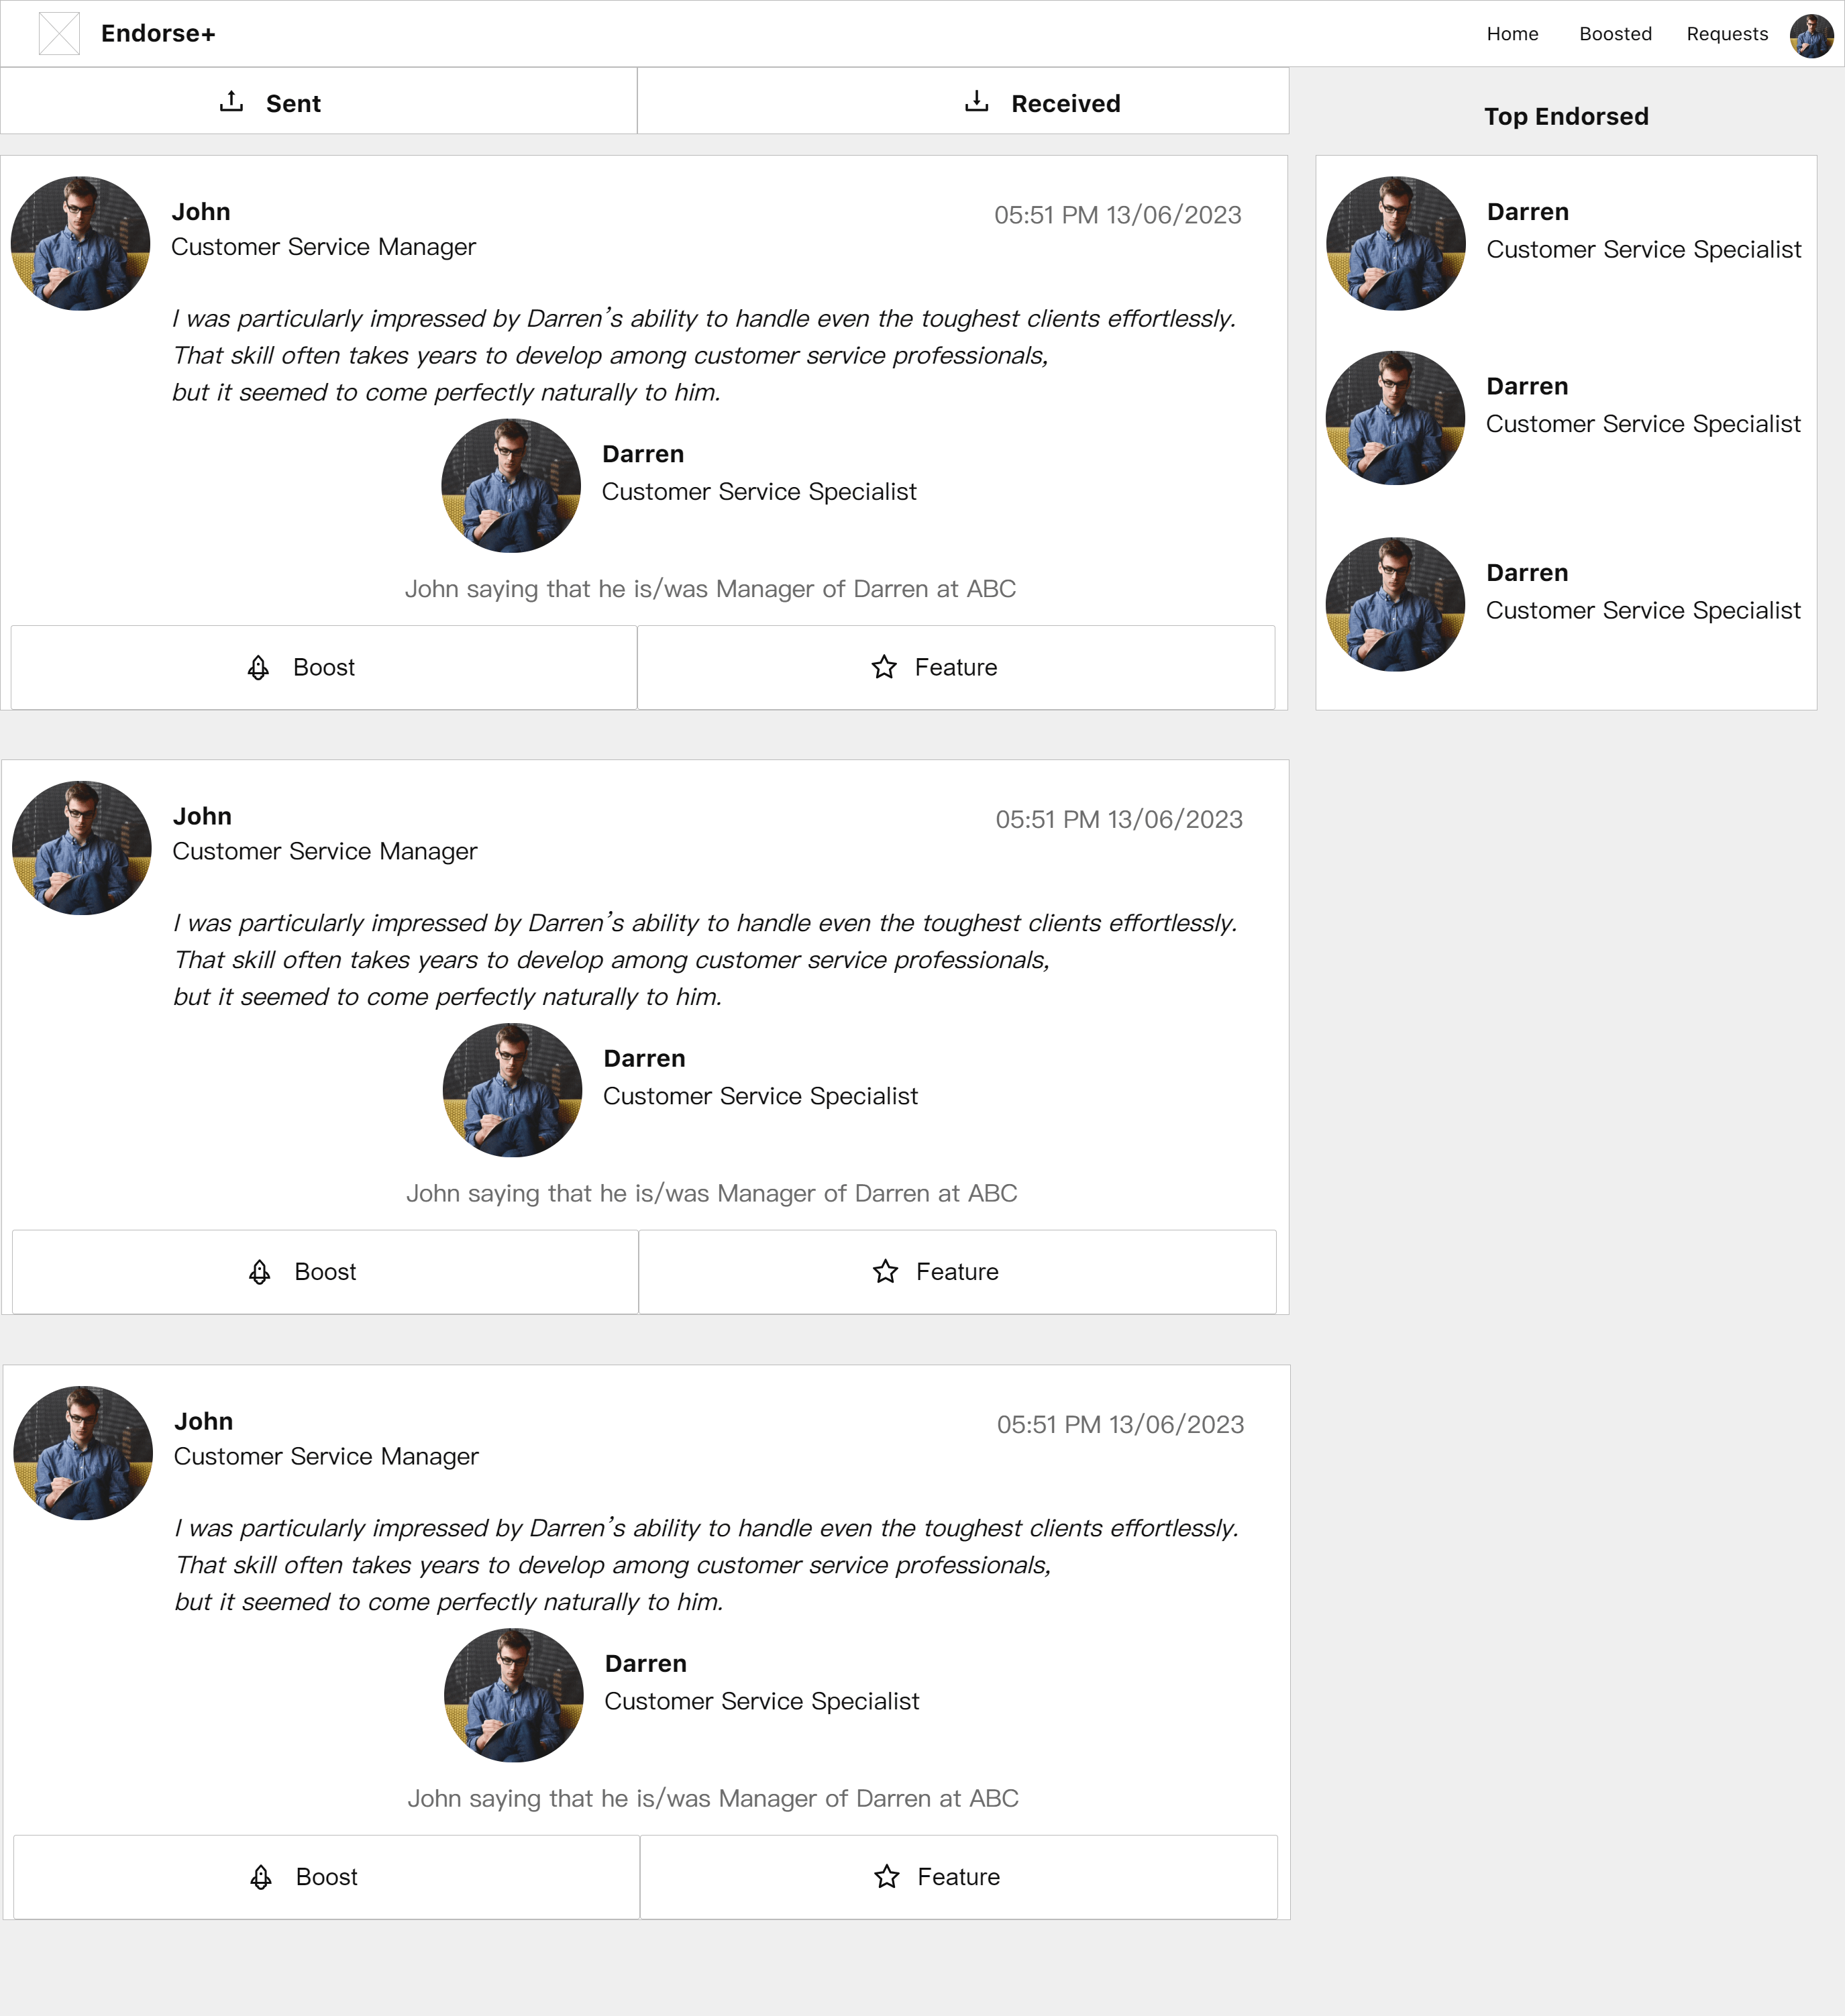 Endorse+
Home
Boosted
Requests
Sent
Received
Top Endorsed
John
Customer Service Manager
05:51 PM 13/06/2023
I was particularly impressed by Darren’s ability to handle even the toughest clients effortlessly.
That skill often takes years to develop among customer service professionals,
but it seemed to come perfectly naturally to him.
Darren
Customer Service Specialist
John saying that he is/was Manager of Darren at ABC
Boost
Feature
Darren
Customer Service Specialist
Darren
Customer Service Specialist
Darren
Customer Service Specialist
John
Customer Service Manager
05:51 PM 13/06/2023
I was particularly impressed by Darren’s ability to handle even the toughest clients effortlessly.
That skill often takes years to develop among customer service professionals,
but it seemed to come perfectly naturally to him.
Darren
Customer Service Specialist
John saying that he is/was Manager of Darren at ABC
Boost
Feature
John
Customer Service Manager
05:51 PM 13/06/2023
I was particularly impressed by Darren’s ability to handle even the toughest clients effortlessly.
That skill often takes years to develop among customer service professionals,
but it seemed to come perfectly naturally to him.
Darren
Customer Service Specialist
John saying that he is/was Manager of Darren at ABC
Boost
Feature